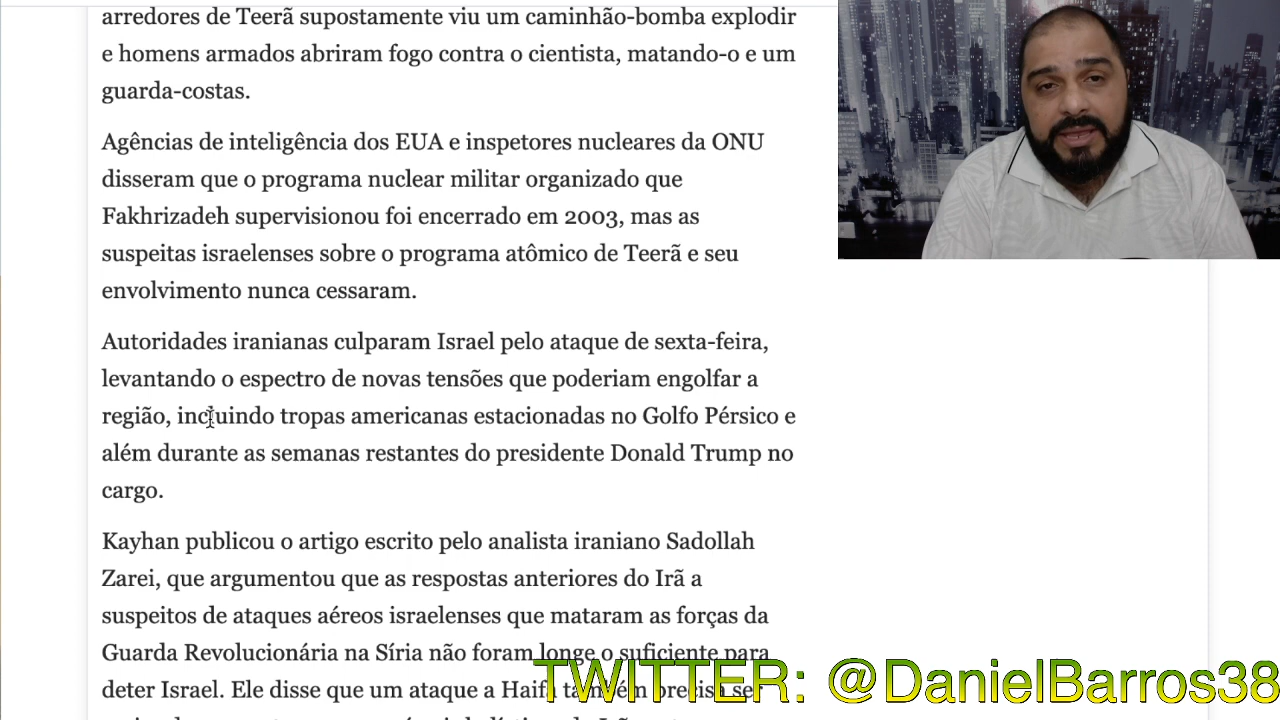 arredores de Teerã supostamente viu um caminhão-bomba explodir
e homens armados abriram fogo contra o cientista, matando-o e um
guarda-costas.
Agências de inteligência dos EUA e inspetores nucleares da ONU
disseram que o programa nuclear militar organizado que
Fakhrizadeh supervisionou foi encerrado em 2003, mas as
suspeitas israelenses sobre o programa atômico de Teerã e seu
envolvimento nunca cessaram.
Autoridades iranianas culparam Israel pelo ataque de sexta-feira,
levantando o espectro de novas tensões que poderiam engolfar a
região, incluindo tropas americanas estacionadas no Golfo Pérsico e
além durante as semanas restantes do presidente Donald Trump no
cargo.
Kayhan publicou o artigo escrito pelo analista iraniano Sadollah
Zarei, que argumentou que as respostas anteriores do Irã a
suspeitos de ataques aéreos israelenses que mataram as forças da
Guarda Revolucionária na Síria não foram longe o suficiente para
deter Israel. Ele disse que um ataque a Haifa também precisa ser
TWITTER: @DanielBarros38